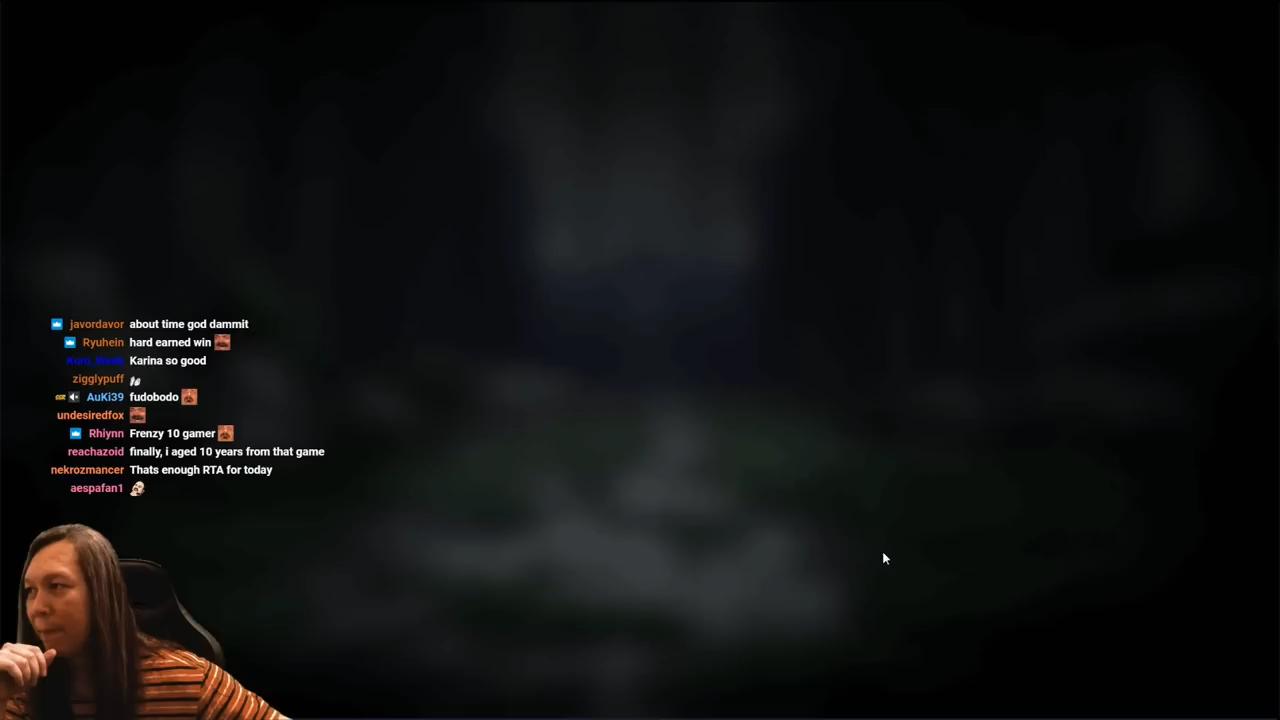 javordavor about time god dammit
Ryuhein hard earned win
Karina so good
zigglypuff
AuKi39 fudobodo
undesiredfox
Rhiynn Frenzy 10 gamer
reachazoid finally, i aged 10 years from that game
nekrozmancer Thats enough RTA for today
aespafan1